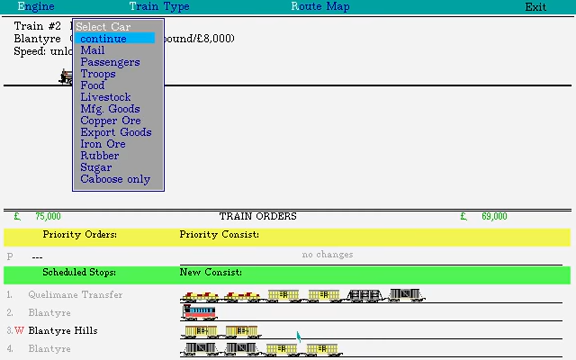 Engine Train Type Route Map Exit
Train #2
Select Car
Blantyre ( ound/£8,000)
Speed: unlo
continue
Mail
Passengers
Troops
Food
Livestock
Mfg. Goods
Copper Ore
Export Goods
Iron Ore
Rubber
Sugar
Caboose only
£ 75,000 TRAIN ORDERS £ 69,000
Priority Orders: Priority Consist:
P --- no changes
Scheduled Stops: New Consist:
1. Quelimane Transfer
2. Blantyre
3.W Blantyre Hills
4. Blantyre